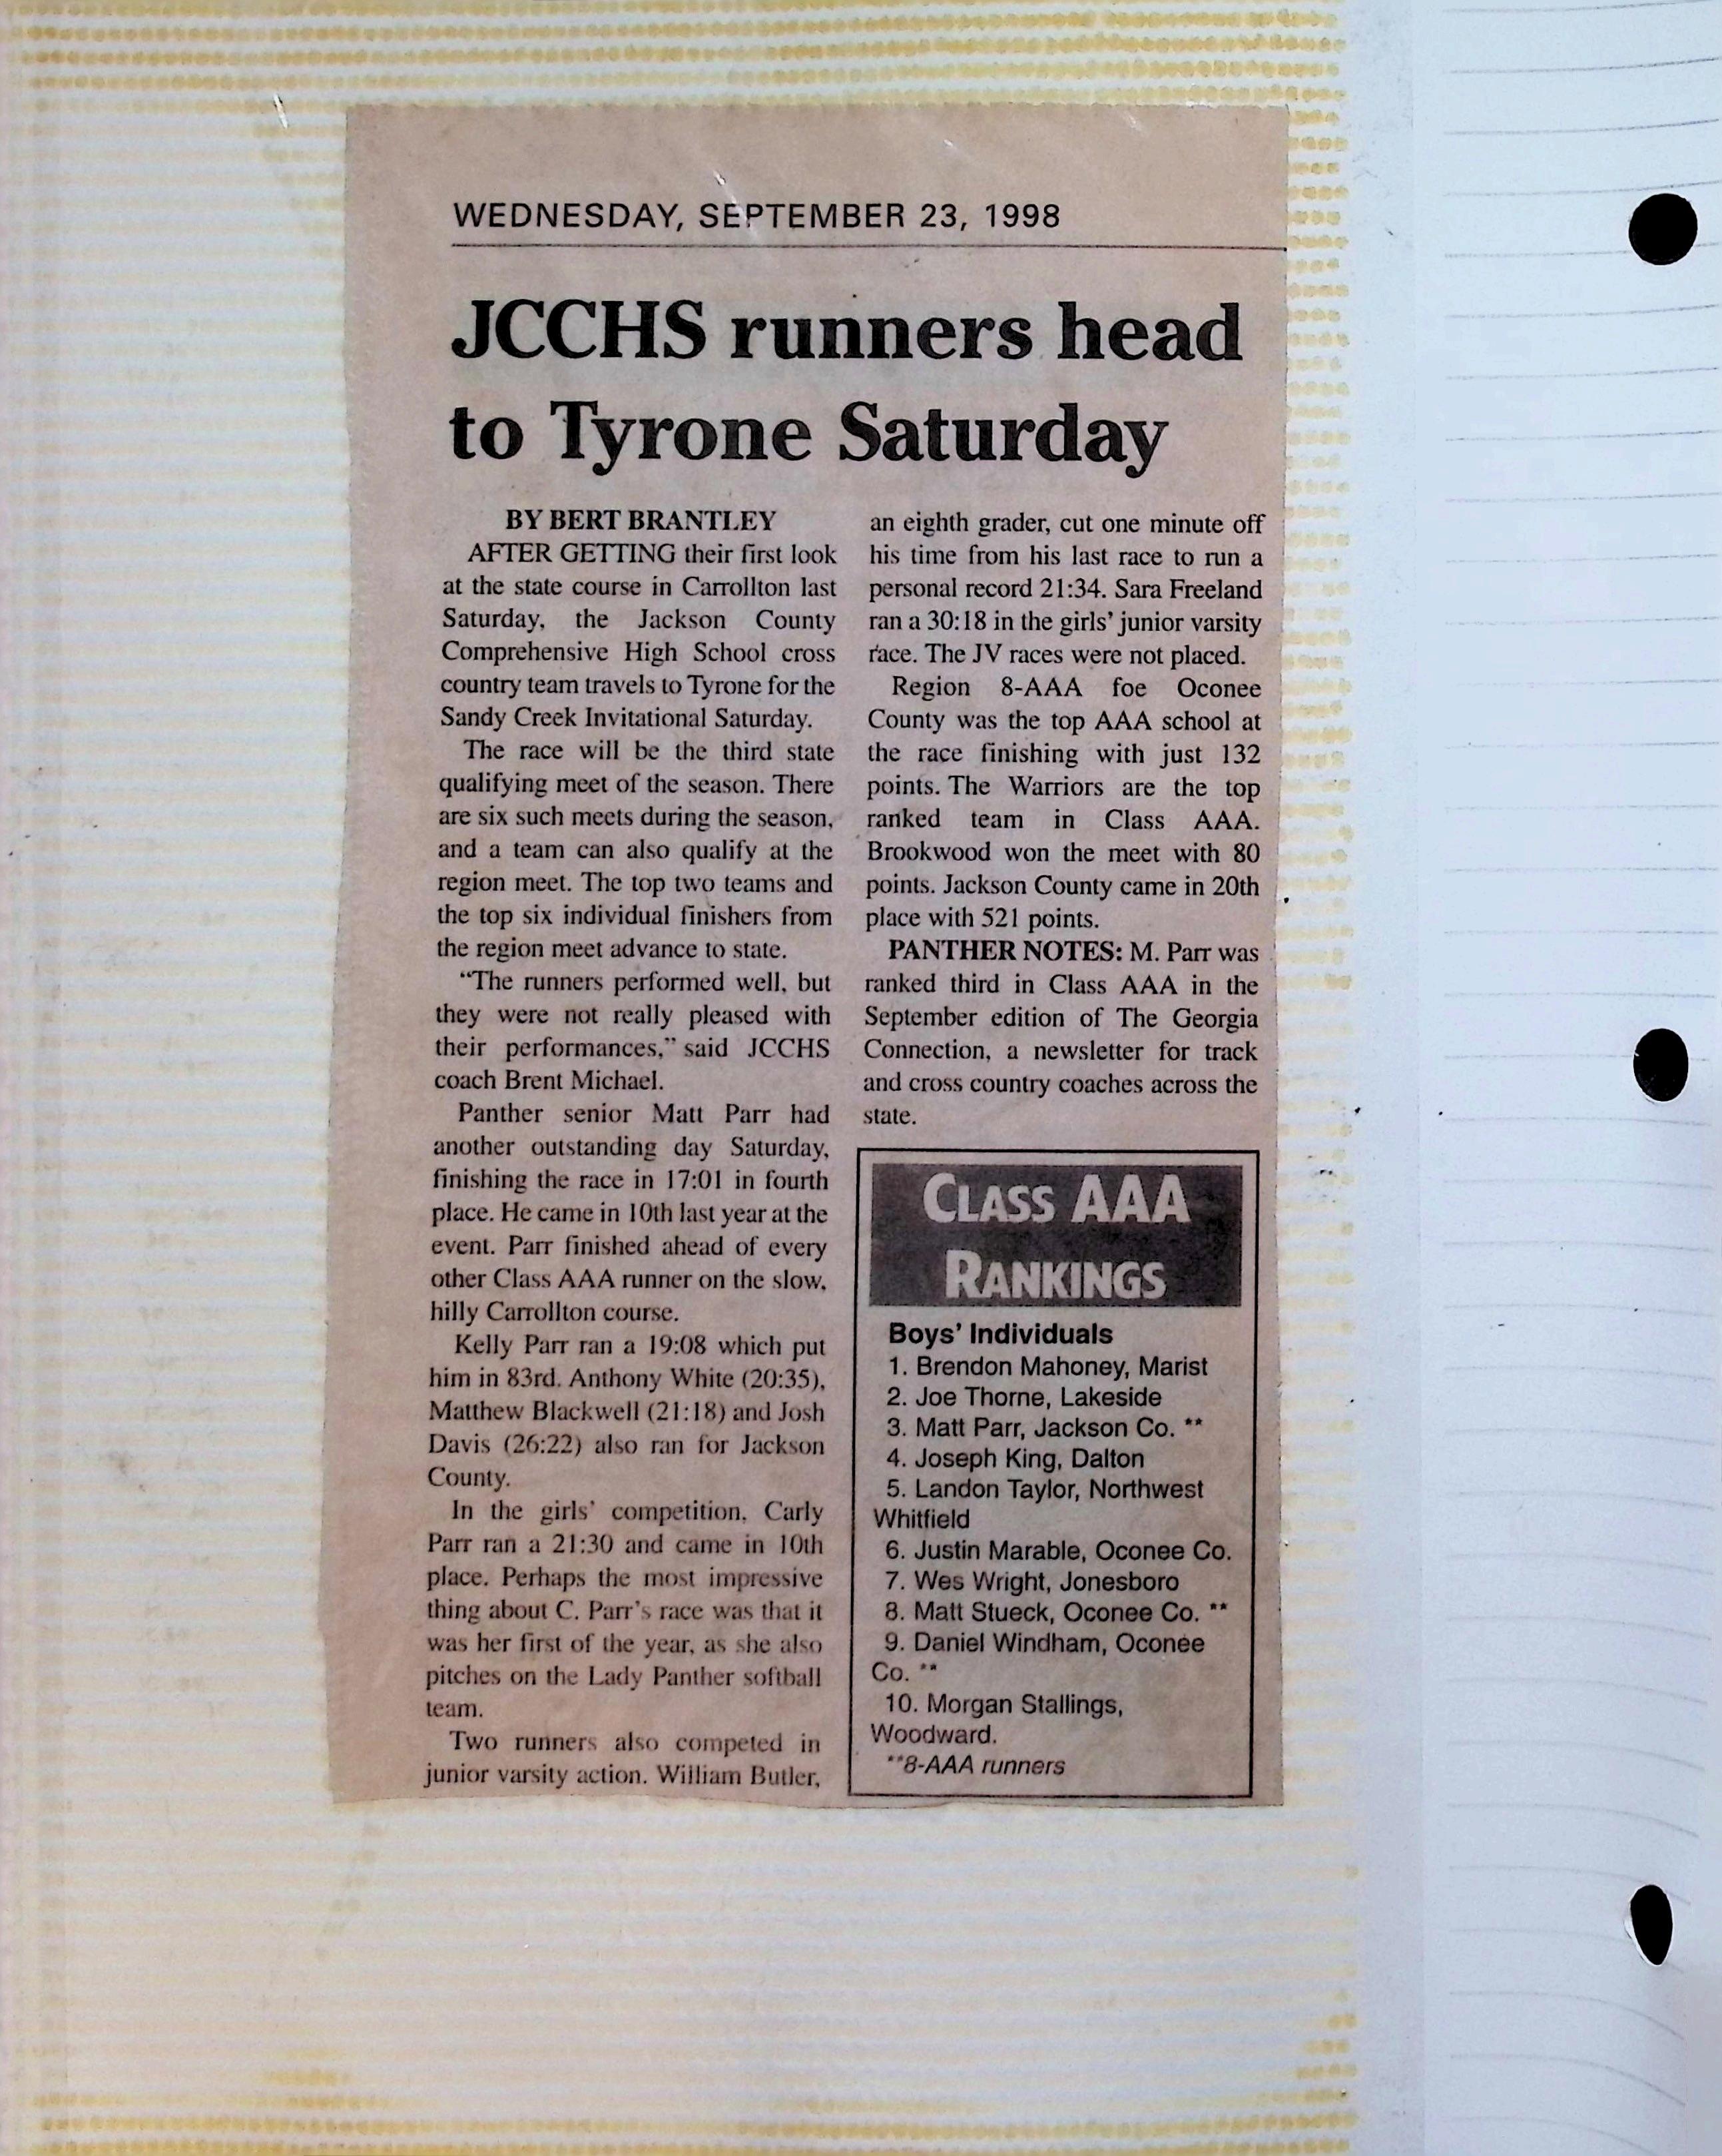 WEDNESDAY, SEPTEMBER 23, 1998
JCCHS runners head
to Tyrone Saturday
BY BERT BRANTLEY
AFTER GETTING their first look
at the state course in Carrollton last
Saturday, the Jackson County
Comprehensive High School cross
country team travels to Tyrone for the
Sandy Creek Invitational Saturday.
The race will be the third state
qualifying meet of the season. There
are six such meets during the season,
and a team can also qualify at the
region meet. The top two teams and
the top six individual finishers from
the region meet advance to state.
“The runners performed well, but
they were not really pleased with
their performances,” said JCCHS
coach Brent Michael.
Panther senior Matt Parr had
another outstanding day Saturday,
finishing the race in 17:01 in fourth
place. He came in 10th last year at the
event. Parr finished ahead of every
other Class AAA runner on the slow,
hilly Carrollton course.
Kelly Parr ran a 19:08 which put
him in 83rd. Anthony White (20:35),
Matthew Blackwell (21:18) and Josh
Davis (26:22) also ran for Jackson
County.
In the girls’ competition, Carly
Parr ran a 21:30 and came in 10th
place. Perhaps the most impressive
thing about C. Parr’s race was that it
was her first of the year, as she also
pitches on the Lady Panther softball
team.
Two runners also competed in
junior varsity action. William Butler,
an eighth grader, cut one minute off
his time from his last race to run a
personal record 21:34. Sara Freeland
ran a 30:18 in the girls’ junior varsity
race. The JV races were not placed.
Region 8-AAA foe Oconee
County was the top AAA school at
the race finishing with just 132
points. The Warriors are the top
ranked team in Class AAA.
Brookwood won the meet with 80
points. Jackson County came in 20th
place with 521 points.
PANTHER NOTES: M. Parr was
ranked third in Class AAA in the
September edition of The Georgia
Connection, a newsletter for track
and cross country coaches across the
state.
CLASS AAA
RANKINGS
Boys’ Individuals
1. Brendon Mahoney, Marist
2. Joe Thorne, Lakeside
3. Matt Parr, Jackson Co. **
4. Joseph King, Dalton
5. Landon Taylor, Northwest
Whitfield
6. Justin Marable, Oconee Co.
7. Wes Wright, Jonesboro
8. Matt Stueck, Oconee Co. **
9. Daniel Windham, Oconee
Co. **
10. Morgan Stallings,
Woodward.
**8-AAA runners